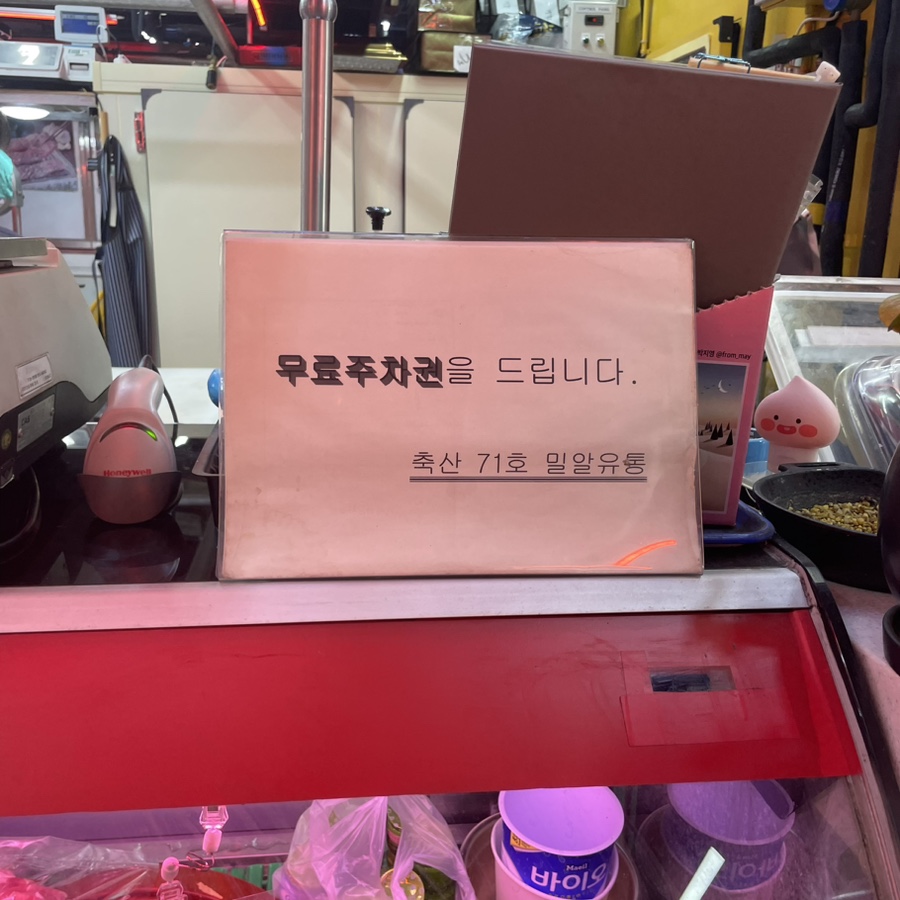 무료주차권을 드립니다.
축산 71호 밀알유통
@from_may
Honeywell
Maeil
바이오